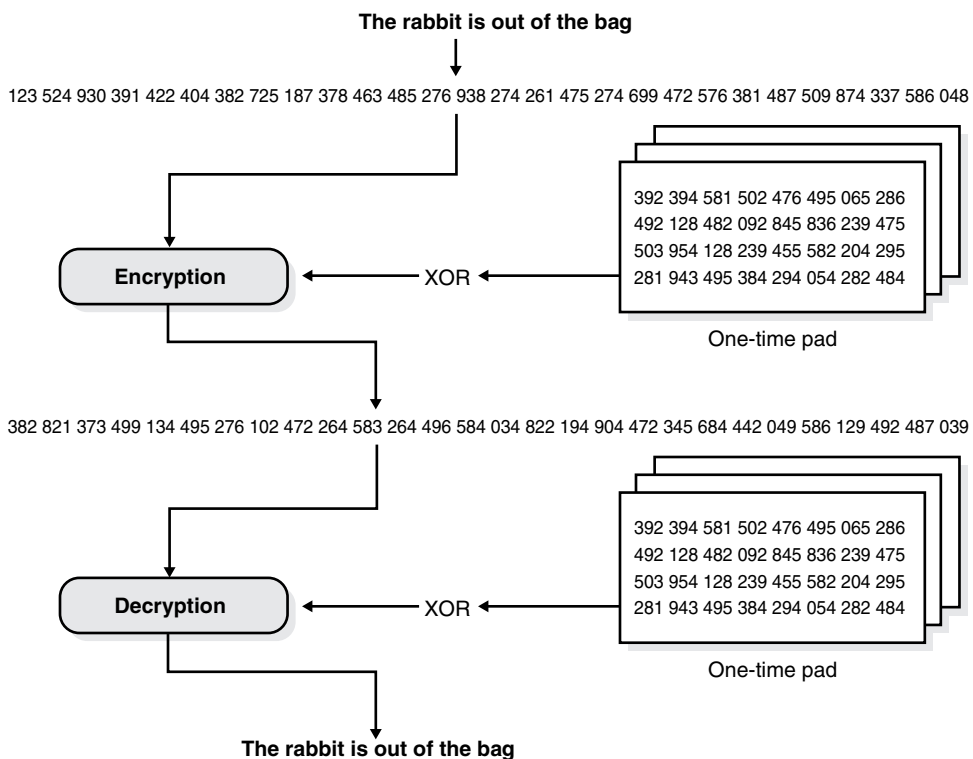 The rabbit is out of the bag
123 524 930 391 422 404 382 725 187 378 463 485 276 938 274 261 475 274 699 472 576 381 487 509 874 337 586 048
392 394 581 502 476 495 065 286
492 128 482 092 845 836 239 475
503 954 128 239 455 582 204 295
281 943 495 384 294 054 282 484
Encryption
XOR
One-time pad
382 821 373 499 134 495 276 102 472 264 583 264 496 584 034 822 194 904 472 345 684 442 049 586 129 492 487 039
392 394 581 502 476 495 065 286
492 128 482 092 845 836 239 475
503 954 128 239 455 582 204 295
281 943 495 384 294 054 282 484
Decryption
XOR
One-time pad
The rabbit is out of the bag